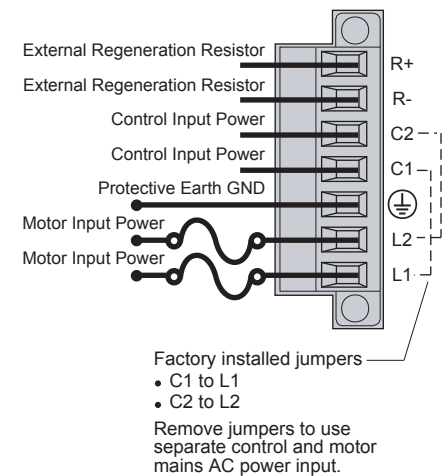 External Regeneration Resistor
R+
External Regeneration Resistor
R-
Control Input Power
C2
Control Input Power
C1
Protective Earth GND
Motor Input Power
L2
Motor Input Power
L1
Factory installed jumpers
• C1 to L1
• C2 to L2
Remove jumpers to use
separate control and motor
mains AC power input.